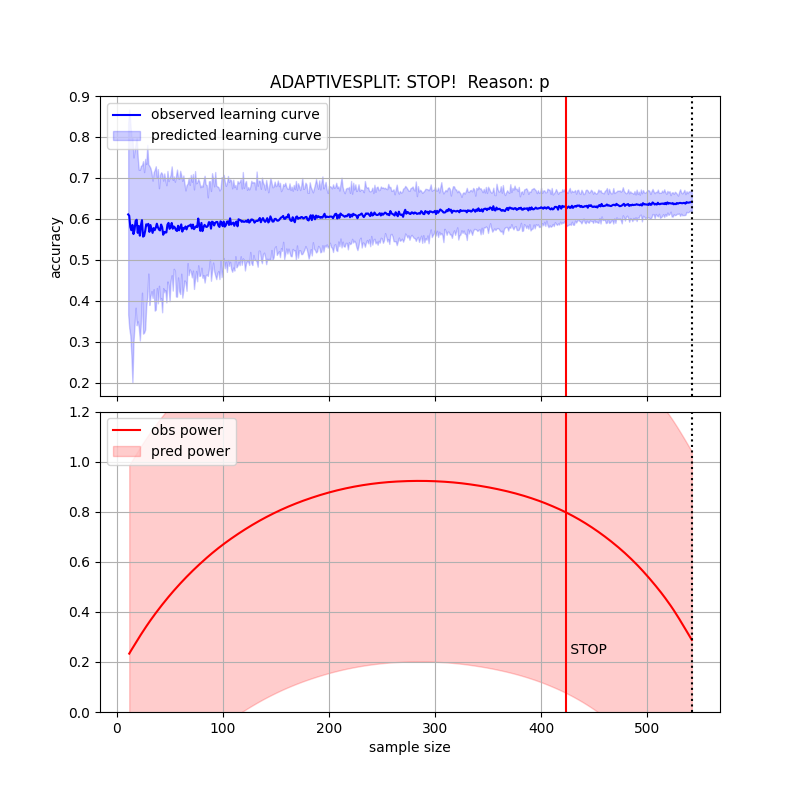 ADAPTIVESPLIT: STOP!  Reason: p
0.9
observed learning curve
predicted learning curve
0.8
0.7
0.6
accuracy
0.5
0.4
0.3
0.2
1.2
obs power
pred power
1.0
0.8
0.6
0.4
STOP
0.2
0.0
0 100 200 300 400 500
sample size